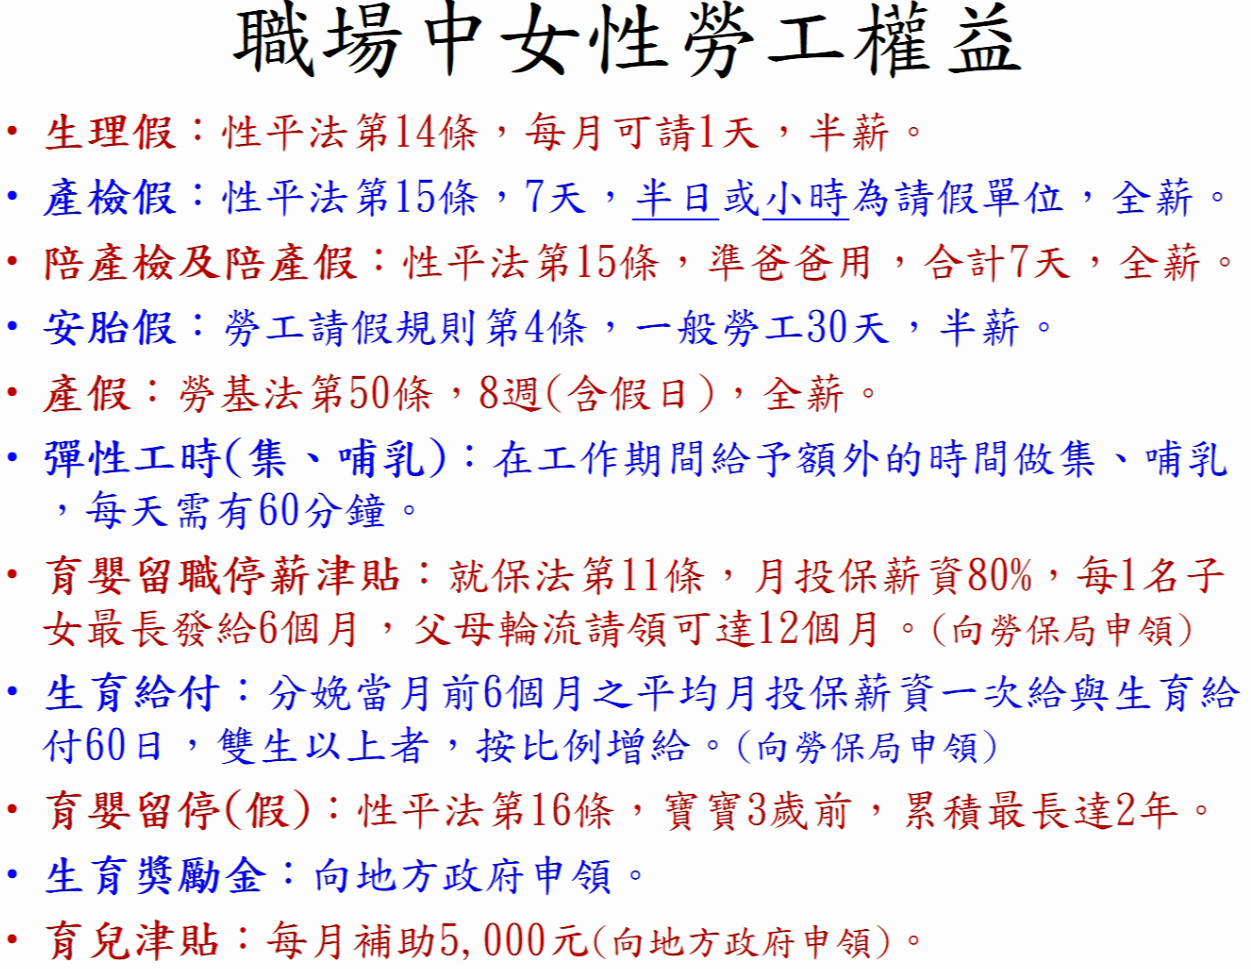 職場中女性勞工權益
• 生理假：性平法第14條，每月可請1天，半薪。
• 產檢假：性平法第15條，7天，半日或小時為請假單位，全薪。
• 陪產檢及陪產假：性平法第15條，準爸爸用，合計7天，全薪。
• 安胎假：勞工請假規則第4條，一般勞工30天，半薪。
• 產假：勞基法第50條，8週(含假日)，全薪。
• 彈性工時(集、哺乳)：在工作期間給予額外的時間做集、哺乳
，每天需有60分鐘。
• 育嬰留職停薪津貼：就保法第11條，月投保薪資80%，每1名子
女最長發給6個月，父母輪流請領可達12個月。(向勞保局申領)
• 生育給付：分娩當月前6個月之平均月投保薪資一次給與生育給
付60日，雙生以上者，按比例增給。(向勞保局申領)
• 育嬰留停(假)：性平法第16條，寶寶3歲前，累積最長達2年。
• 生育獎勵金：向地方政府申領。
• 育兒津貼：每月補助5,000元(向地方政府申領)。